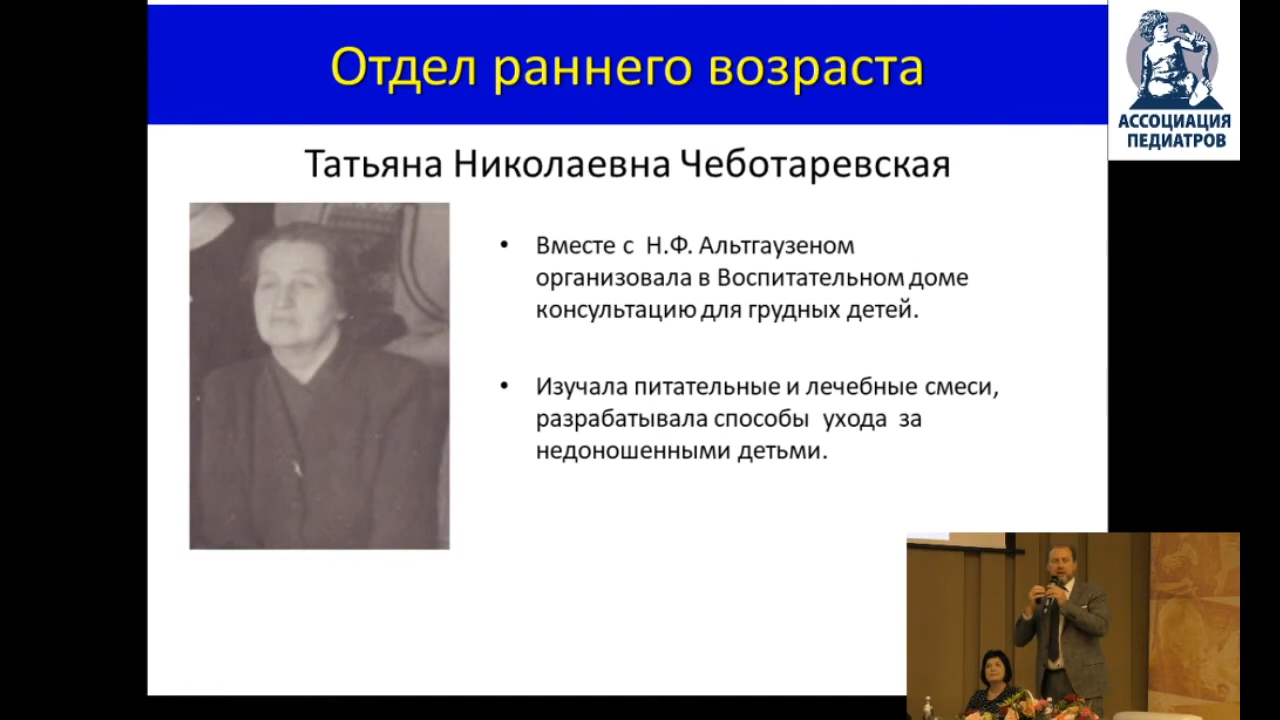 Отдел раннего возраста
АССОЦИАЦИЯ
ПЕДИАТРОВ
Татьяна Николаевна Чеботаревская
• Вместе с Н.Ф. Альтгаузеном
организовала в Воспитательном доме
консультацию для грудных детей.
• Изучала питательные и лечебные смеси,
разрабатывала способы ухода за
недоношенными детьми.